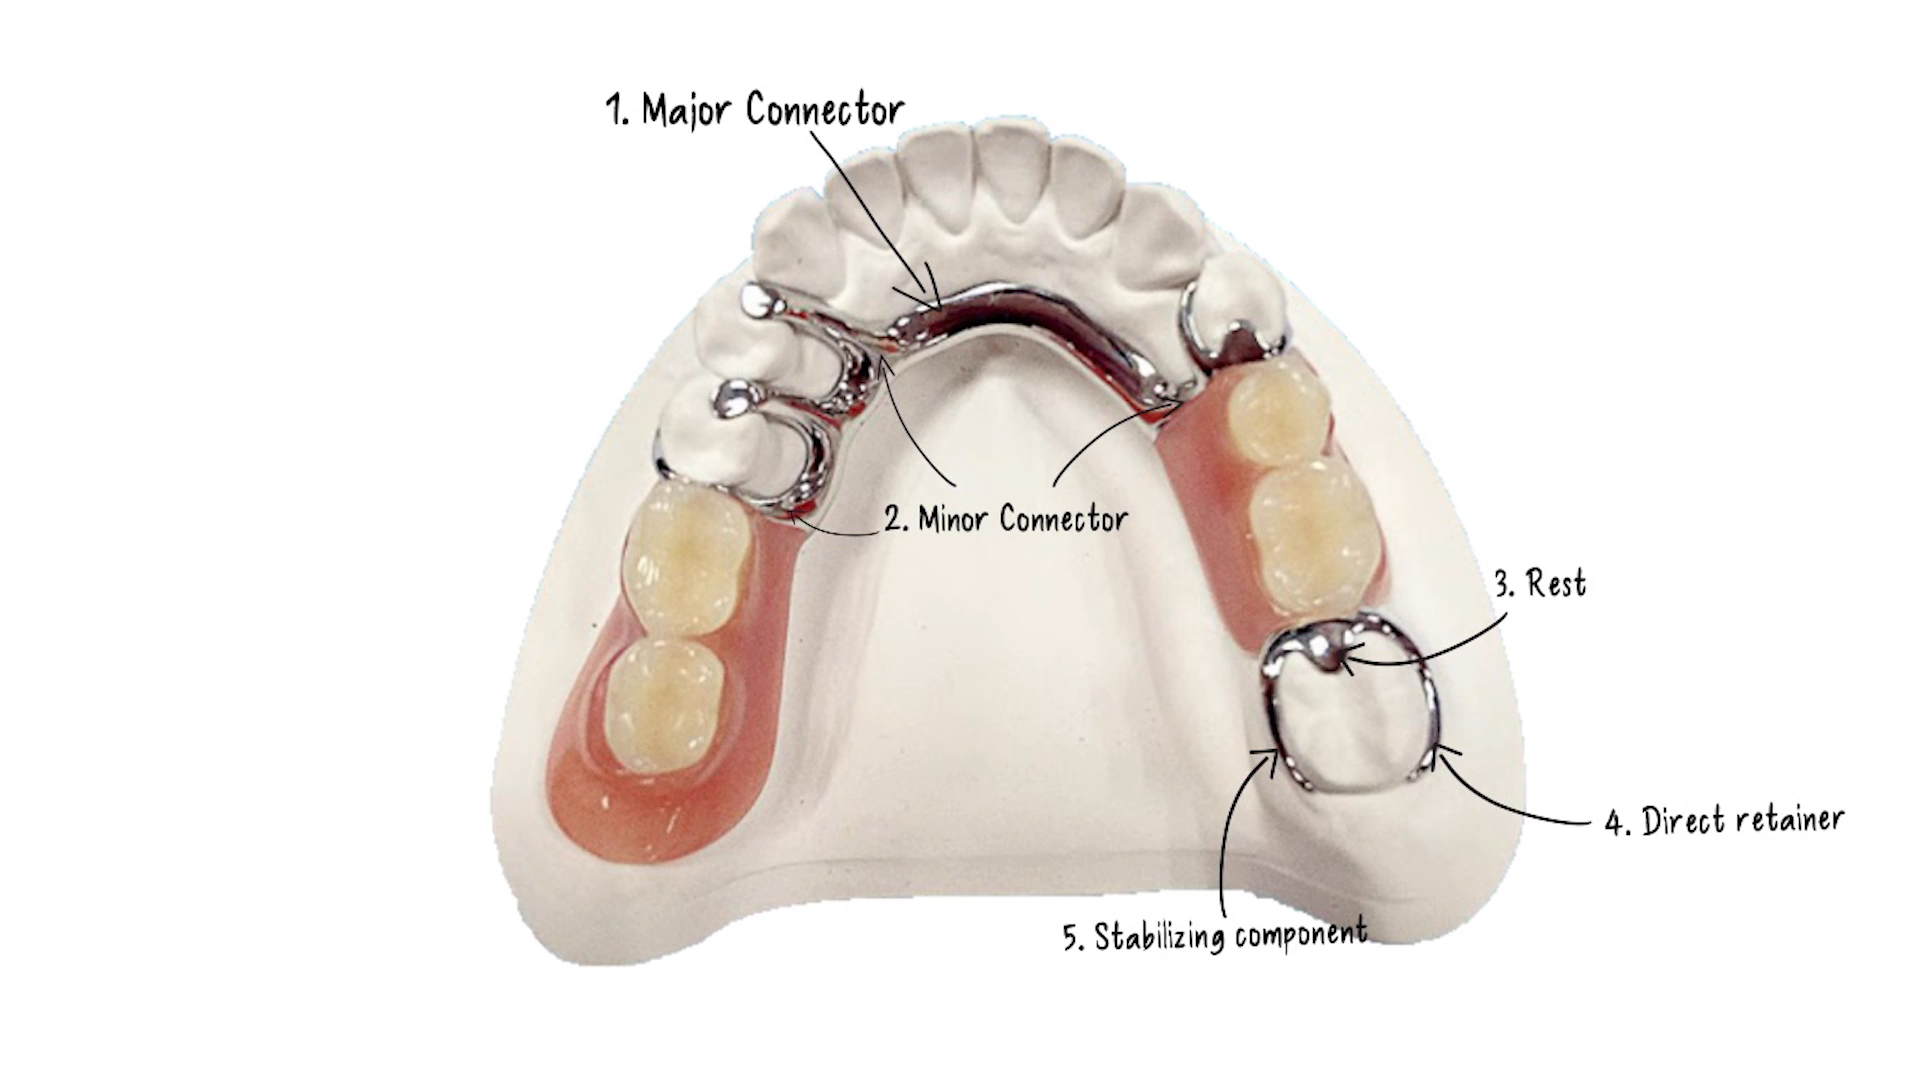 1. Major Connector
2. Minor Connector
3. Rest
4. Direct retainer
5. Stabilizing component